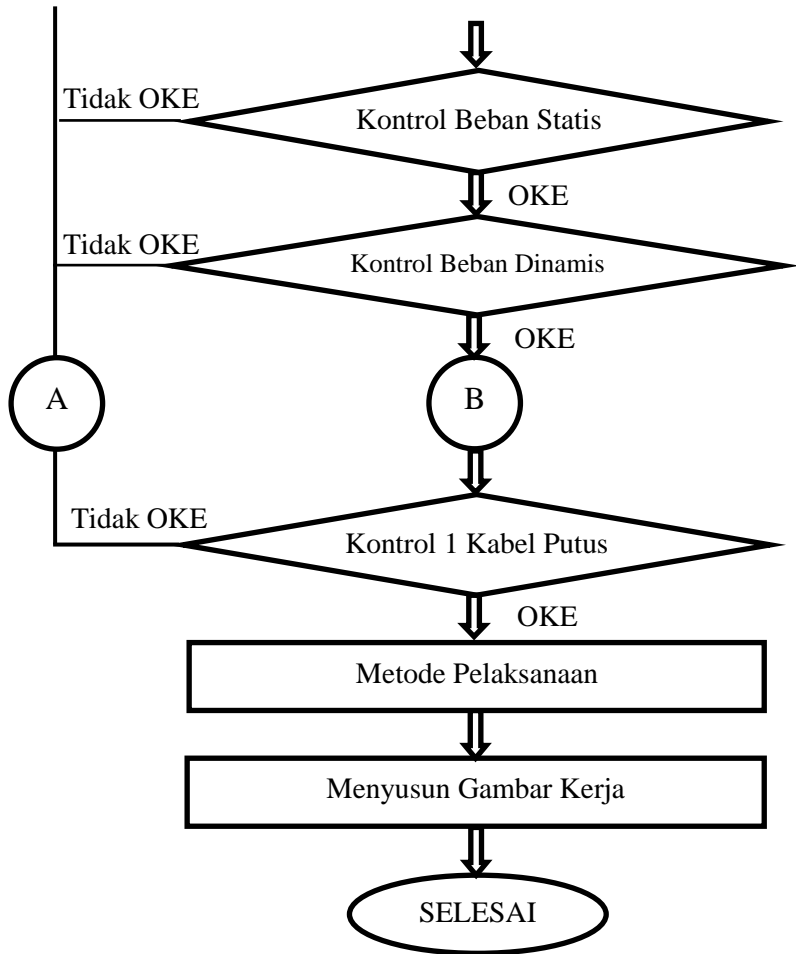 Tidak OKE
Kontrol Beban Statis
OKE
Tidak OKE
Kontrol Beban Dinamis
OKE
A
B
Tidak OKE
Kontrol 1 Kabel Putus
OKE
Metode Pelaksanaan
Menyusun Gambar Kerja
SELESAI